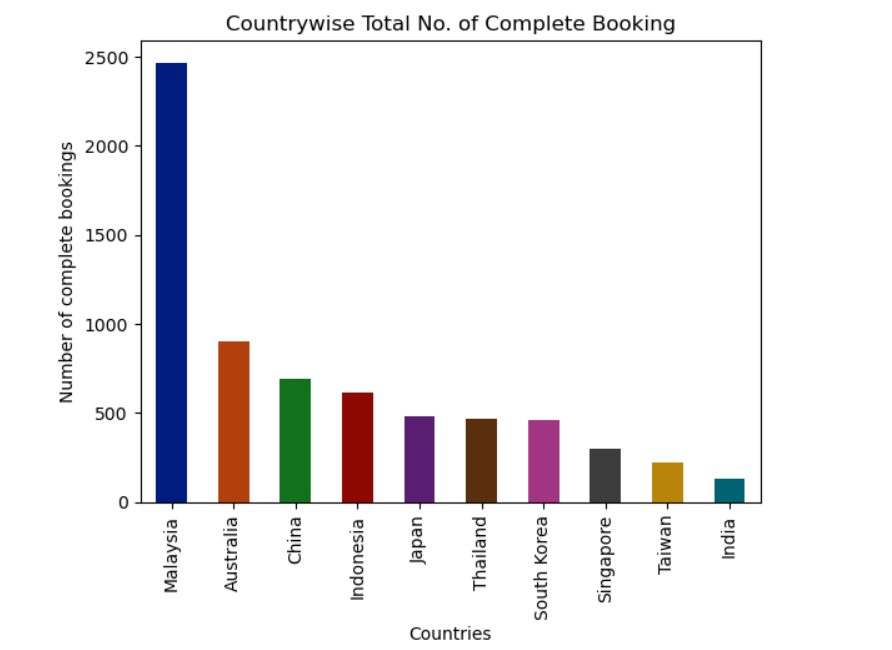 Countrywise Total No. of Complete Booking
Number of complete bookings
2500
2000
1500
1000
500
0
Malaysia
Australia
China
Indonesia
Japan
Thailand
South Korea
Singapore
Taiwan
India
Countries